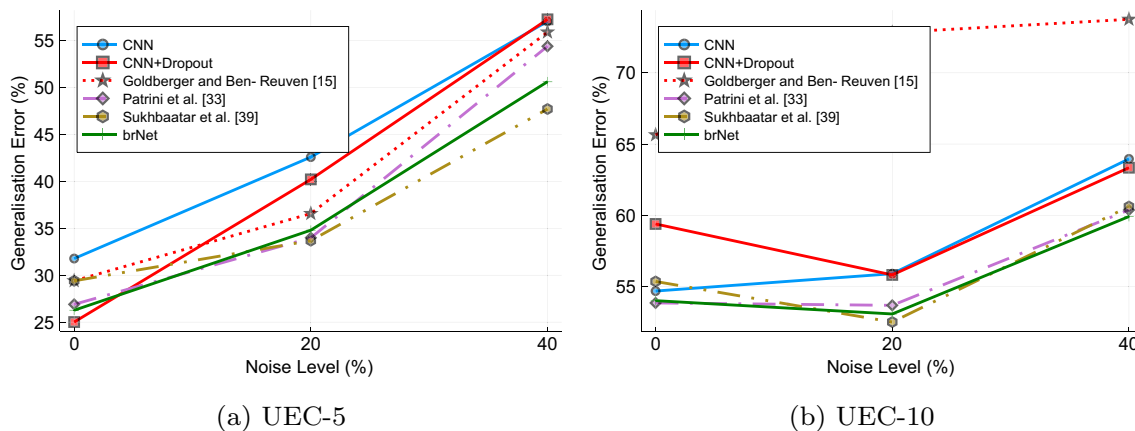 Generalisation Error (%)
55
50
45
40
35
30
25
0
20
40
Noise Level (%)
CNN
CNN+Dropout
Goldberger and Ben- Reuven [15]
Patrini et al. [33]
Sukhbaatar et al. [39]
brNet
(a) UEC-5
Generalisation Error (%)
70
65
60
55
0
20
40
Noise Level (%)
CNN
CNN+Dropout
Goldberger and Ben- Reuven [15]
Patrini et al. [33]
Sukhbaatar et al. [39]
brNet
(b) UEC-10